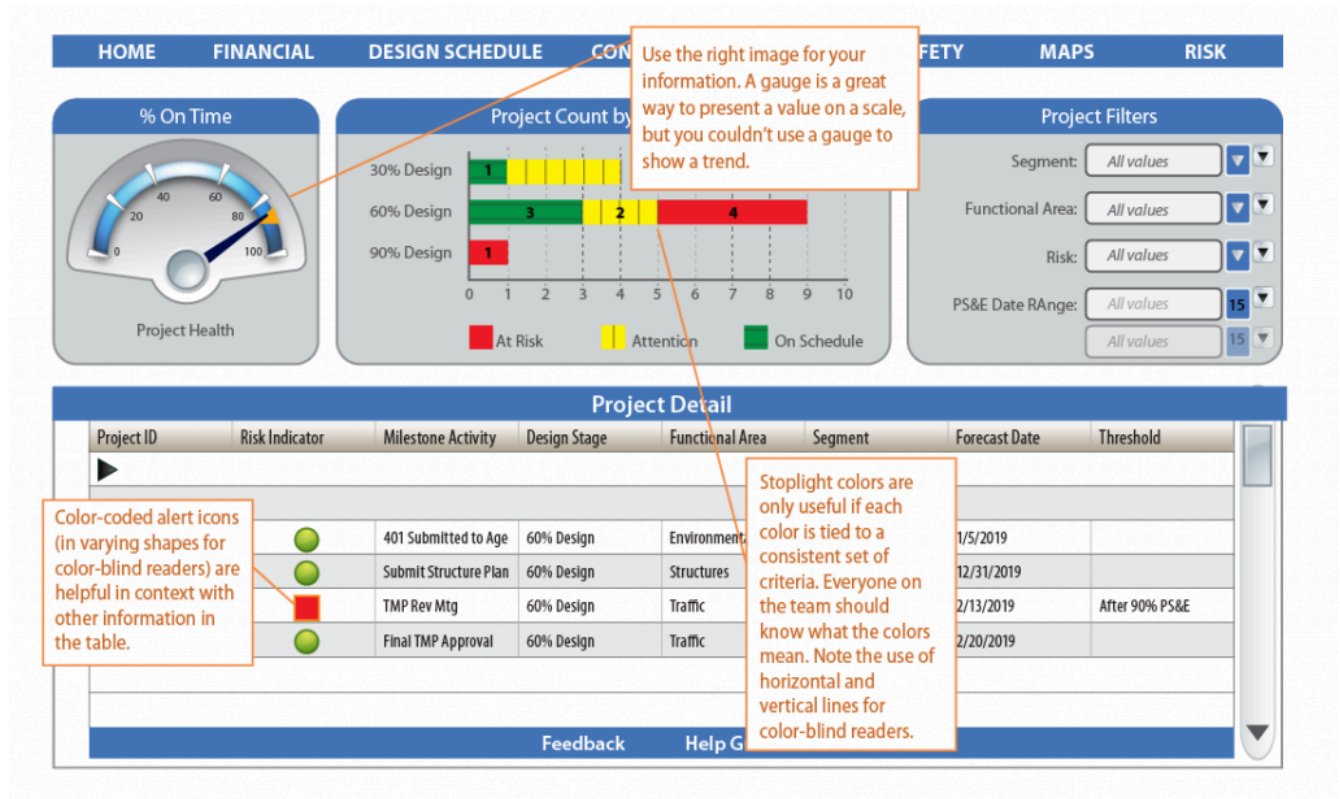 HOME FINANCIAL DESIGN SCHEDULE CON FETY MAPS RISK
Use the right image for your
information. A gauge is a great
way to present a value on a scale,
but you couldn't use a gauge to
show a trend.
% On Time
0
20
40
60
80
100
Project Health
Project Count by
30% Design 1
60% Design 3 2 4
90% Design 1
0 1 2 3 4 5 6 7 8 9 10
At Risk Attention On Schedule
Project Filters
Segment: All values
Functional Area: All values
Risk: All values
PS&E Date RAnge: All values 15
All values 15
Project Detail
Project ID Risk Indicator Milestone Activity Design Stage Functional Area Segment Forecast Date Threshold
401 Submitted to Age 60% Design Environmenta 1/5/2019
Submit Structure Plan 60% Design Structures 12/31/2019
TMP Rev Mtg 60% Design Traffic 2/13/2019 After 90% PS&E
Final TMP Approval 60% Design Traffic 2/20/2019
Color-coded alert icons
(in varying shapes for
color-blind readers) are
helpful in context with
other information in
the table.
Stoplight colors are
only useful if each
color is tied to a
consistent set of
criteria. Everyone on
the team should
know what the colors
mean. Note the use of
horizontal and
vertical lines for
color-blind readers.
Feedback Help G